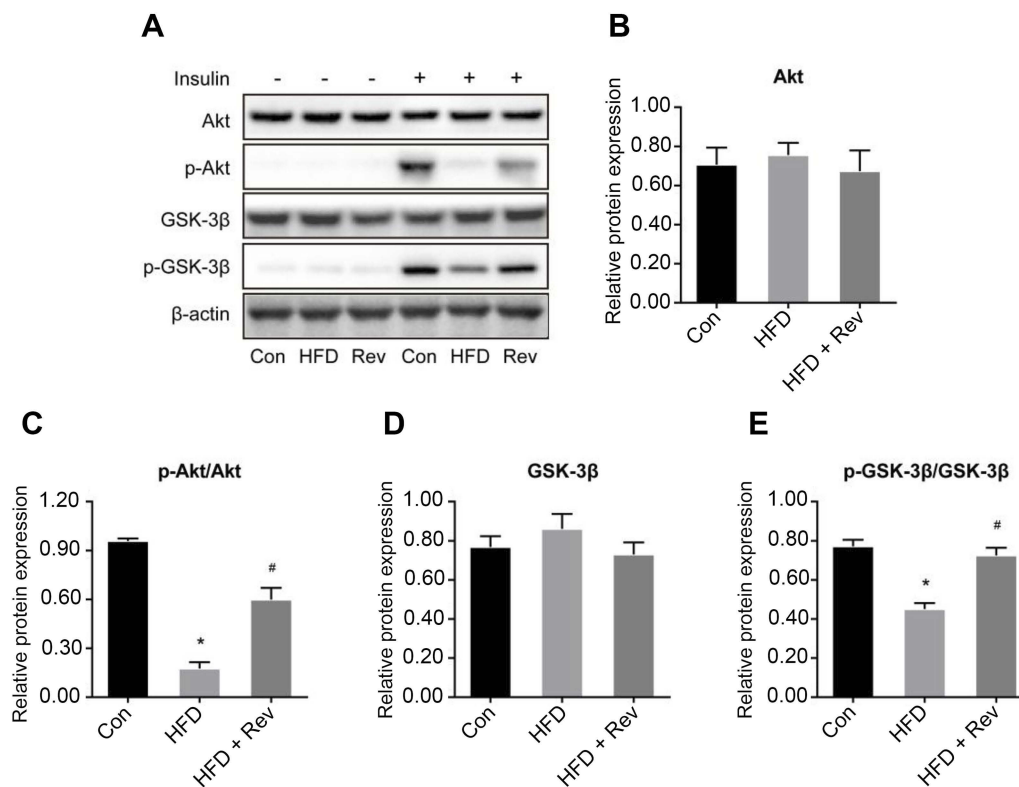 A
Insulin - - - + + +
Akt
p-Akt
GSK-3β
p-GSK-3β
β-actin
Con HFD Rev Con HFD Rev
B
Akt
Relative protein expression
1.00
0.80
0.60
0.40
0.20
0.00
Con
HFD
HFD + Rev
C
p-Akt/Akt
Relative protein expression
1.20
0.90
0.60
0.30
0.00
*
#
Con
HFD
HFD + Rev
D
GSK-3β
Relative protein expression
1.00
0.80
0.60
0.40
0.20
0.00
Con
HFD
HFD + Rev
E
p-GSK-3β/GSK-3β
Relative protein expression
1.00
0.80
0.60
0.40
0.20
0.00
*
#
Con
HFD
HFD + Rev